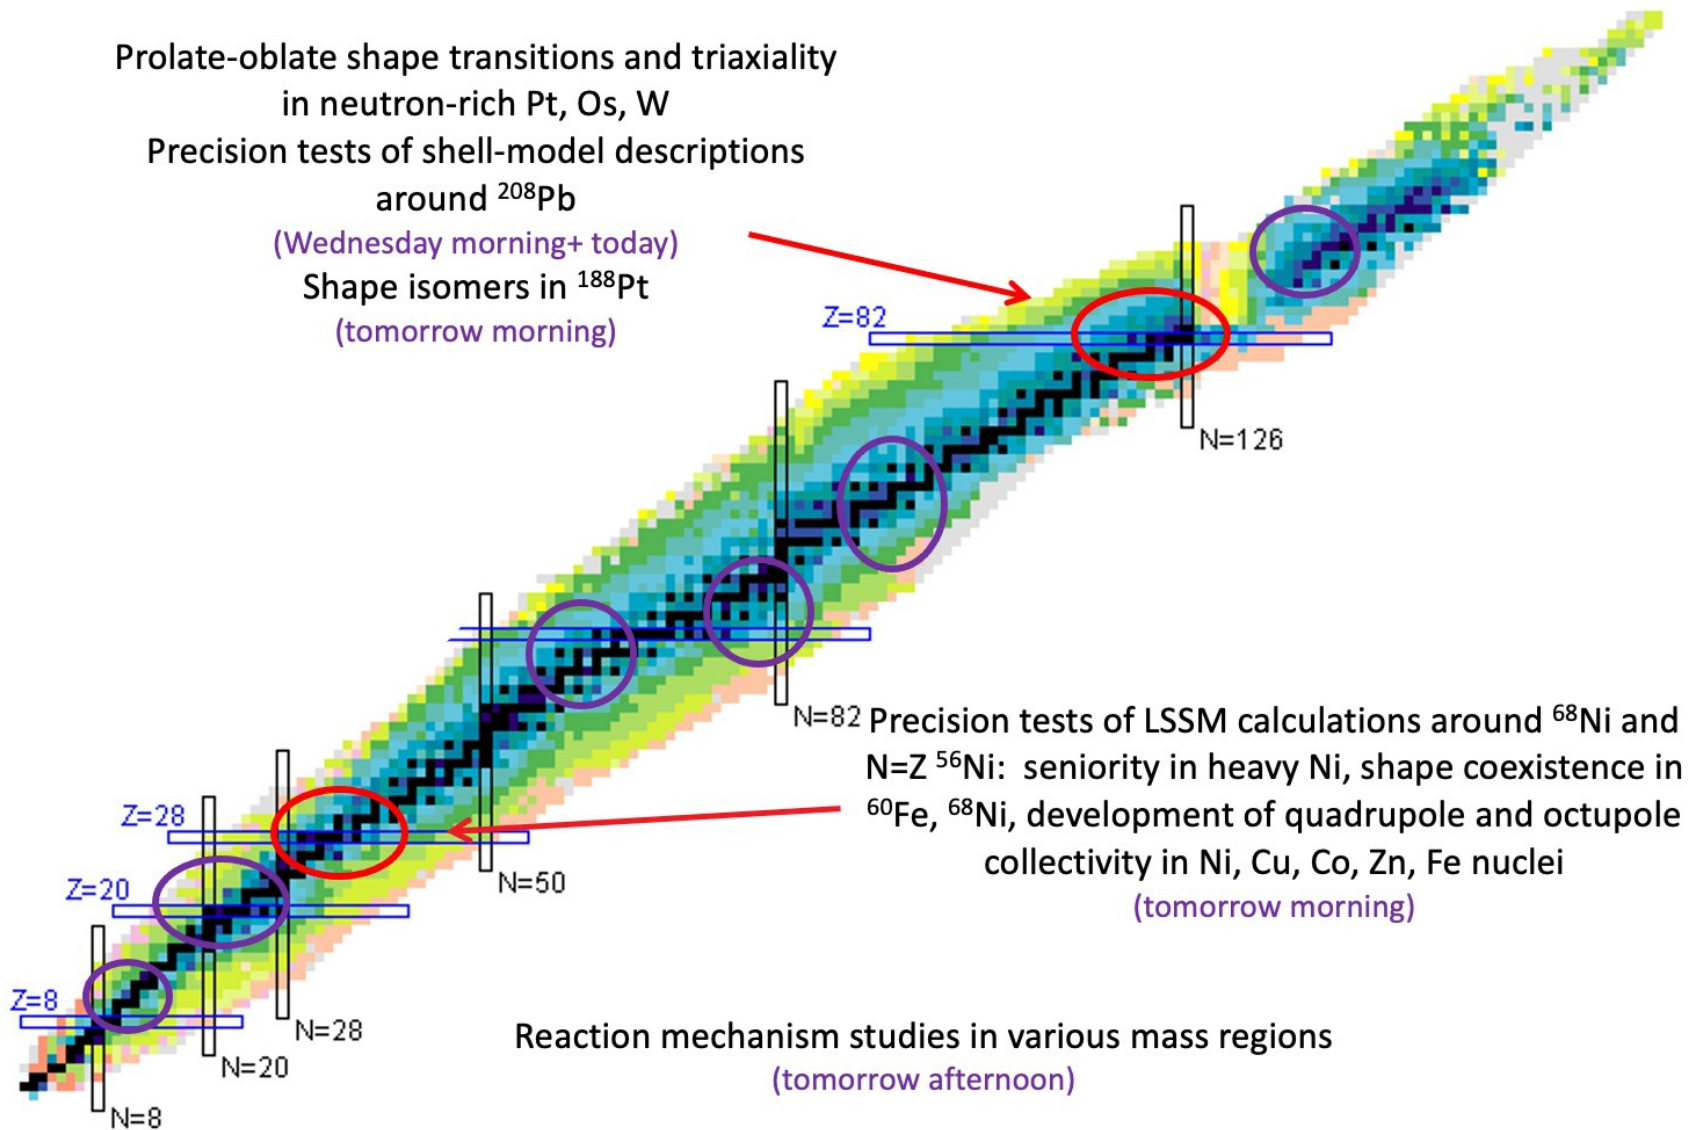 Prolate-oblate shape transitions and triaxiality
in neutron-rich Pt, Os, W
Precision tests of shell-model descriptions
around ²⁰⁸Pb
(Wednesday morning+ today)
Shape isomers in ¹⁸⁸Pt
(tomorrow morning)
Z=82
N=126
N=82
Precision tests of LSSM calculations around ⁶⁸Ni and
N=Z ⁵⁶Ni: seniority in heavy Ni, shape coexistence in
⁶⁰Fe, ⁶⁸Ni, development of quadrupole and octupole
collectivity in Ni, Cu, Co, Zn, Fe nuclei
(tomorrow morning)
Z=28
N=50
Z=20
Z=8
N=28
N=20
N=8
Reaction mechanism studies in various mass regions
(tomorrow afternoon)